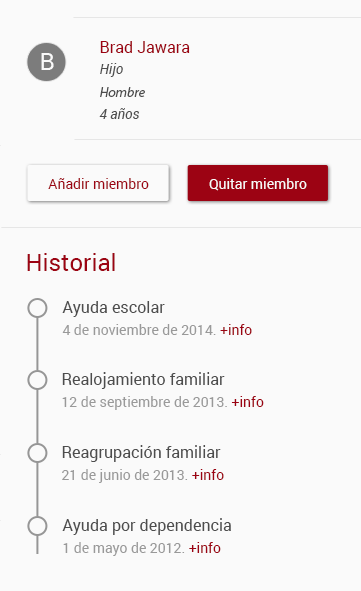 B
Brad Jawara
Hijo
Hombre
4 años
Añadir miembro
Quitar miembro
Historial
Ayuda escolar
4 de noviembre de 2014. +info
Realojamiento familiar
12 de septiembre de 2013. +info
Reagrupación familiar
21 de junio de 2013. +info
Ayuda por dependencia
1 de mayo de 2012. +info